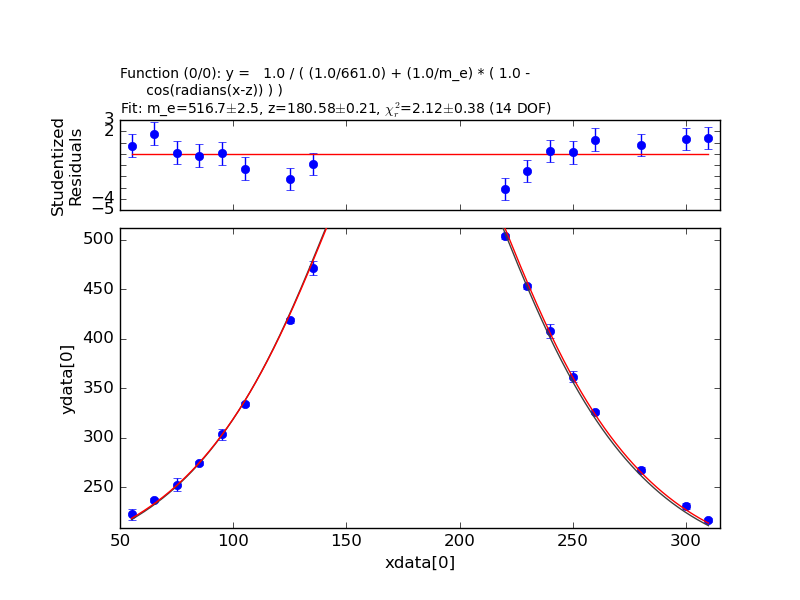 Function (0/0): y =   1.0 / ( (1.0/661.0) + (1.0/m_e) * ( 1.0 -
cos(radians(x-z)) ) )
Fit: m_e=516.7±2.5, z=180.58±0.21, χ²ᵣ=2.12±0.38 (14 DOF)
3
2
−4
−5
Studentized
Residuals
500
450
400
350
300
250
ydata[0]
50 100 150 200 250 300
xdata[0]